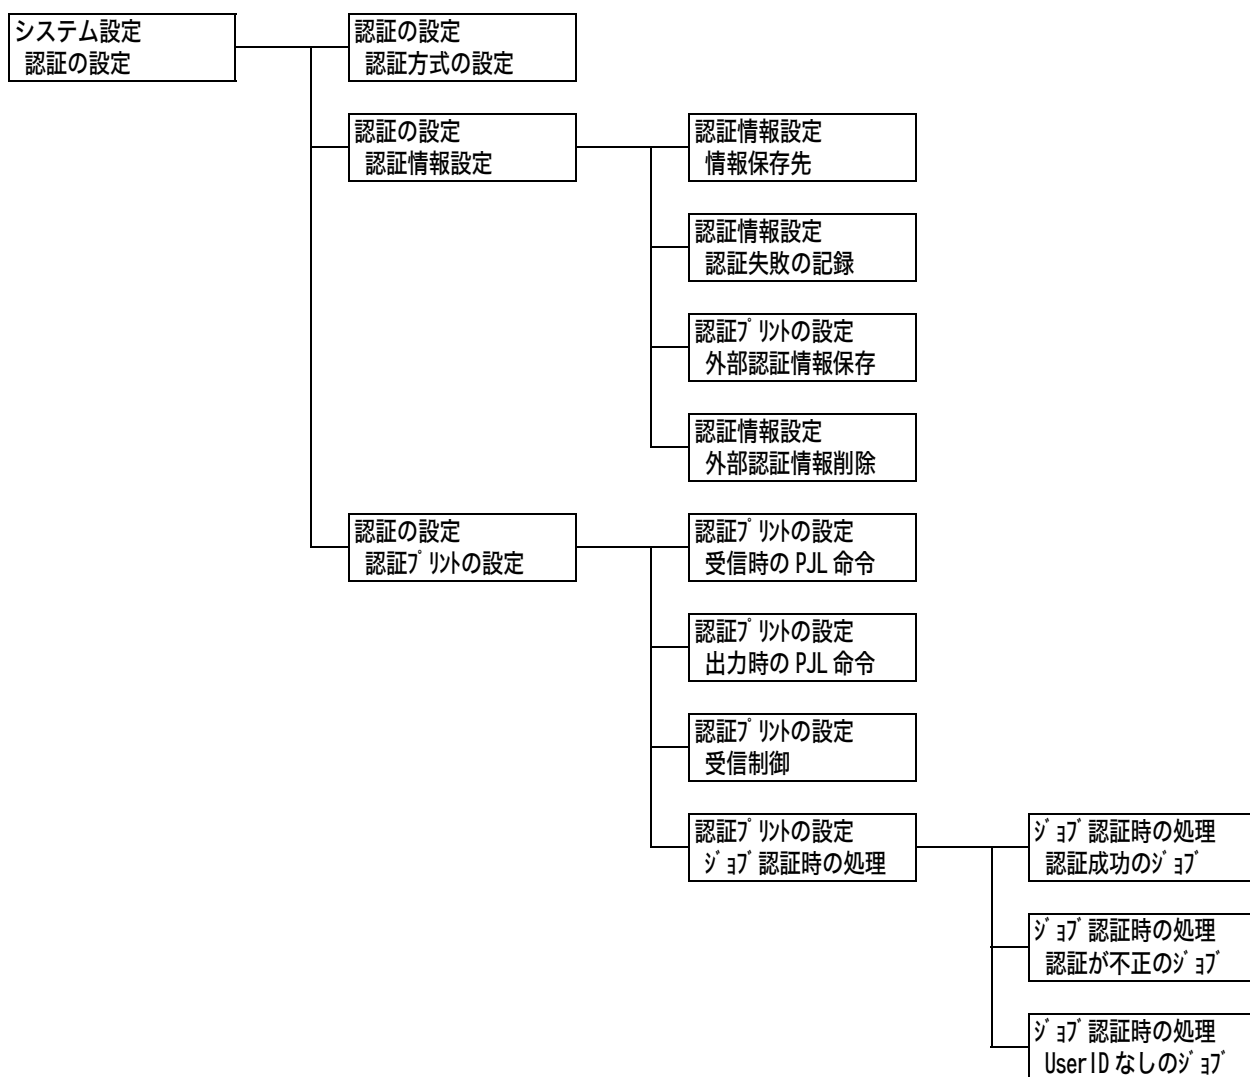 システム設定
認証の設定
認証の設定
認証方式の設定
認証の設定
認証情報設定
認証情報設定
情報保存先
認証情報設定
認証失敗の記録
認証ﾌﾟﾘﾝﾄの設定
外部認証情報保存
認証情報設定
外部認証情報削除
認証の設定
認証ﾌﾟﾘﾝﾄの設定
認証ﾌﾟﾘﾝﾄの設定
受信時の PJL 命令
認証ﾌﾟﾘﾝﾄの設定
出力時の PJL 命令
認証ﾌﾟﾘﾝﾄの設定
受信制御
認証ﾌﾟﾘﾝﾄの設定
ｼﾞｮﾌﾞ認証時の処理
ｼﾞｮﾌﾞ認証時の処理
認証成功のｼﾞｮﾌﾞ
ｼﾞｮﾌﾞ認証時の処理
認証が不正のｼﾞｮﾌﾞ
ｼﾞｮﾌﾞ認証時の処理
UserID なしのｼﾞｮﾌﾞ